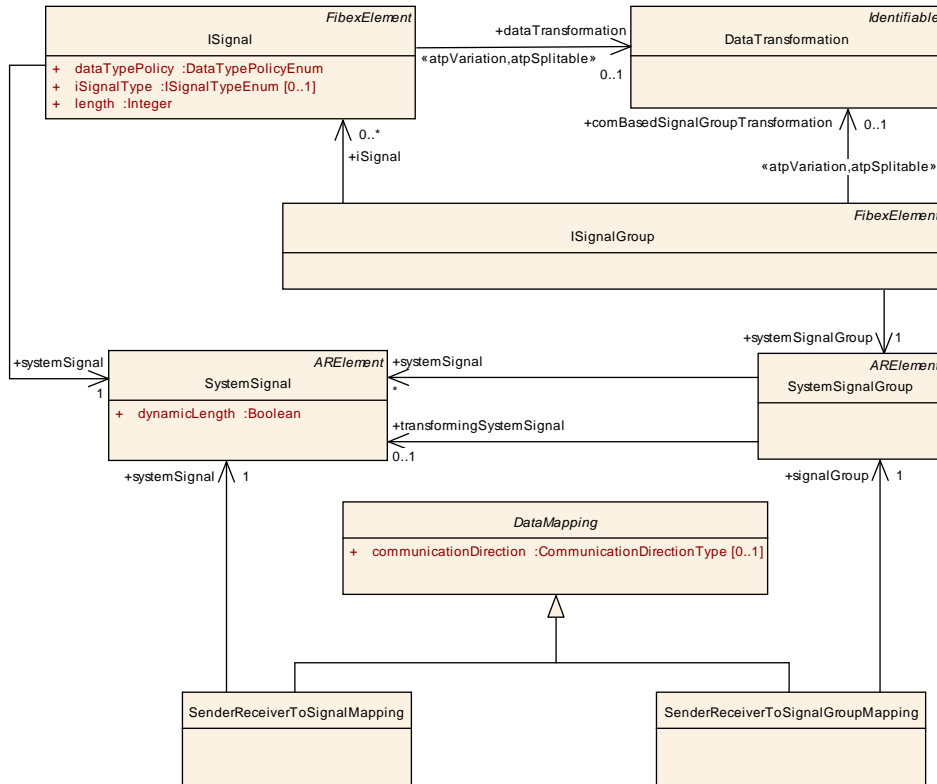 FibexElement
ISignal
+ dataTypePolicy :DataTypePolicyEnum
+ iSignalType :ISignalTypeEnum [0..1]
+ length :Integer
+dataTransformation
«atpVariation,atpSplitable»
0..1
Identifiable
DataTransformation
0..*
+iSignal
+comBasedSignalGroupTransformation
0..1
«atpVariation,atpSplitable»
FibexElement
ISignalGroup
+systemSignalGroup
1
+systemSignal
1
ARElement
SystemSignal
+ dynamicLength :Boolean
+systemSignal
*
+transformingSystemSignal
0..1
ARElement
SystemSignalGroup
+systemSignal
1
+signalGroup
1
DataMapping
+ communicationDirection :CommunicationDirectionType [0..1]
SenderReceiverToSignalMapping
SenderReceiverToSignalGroupMapping